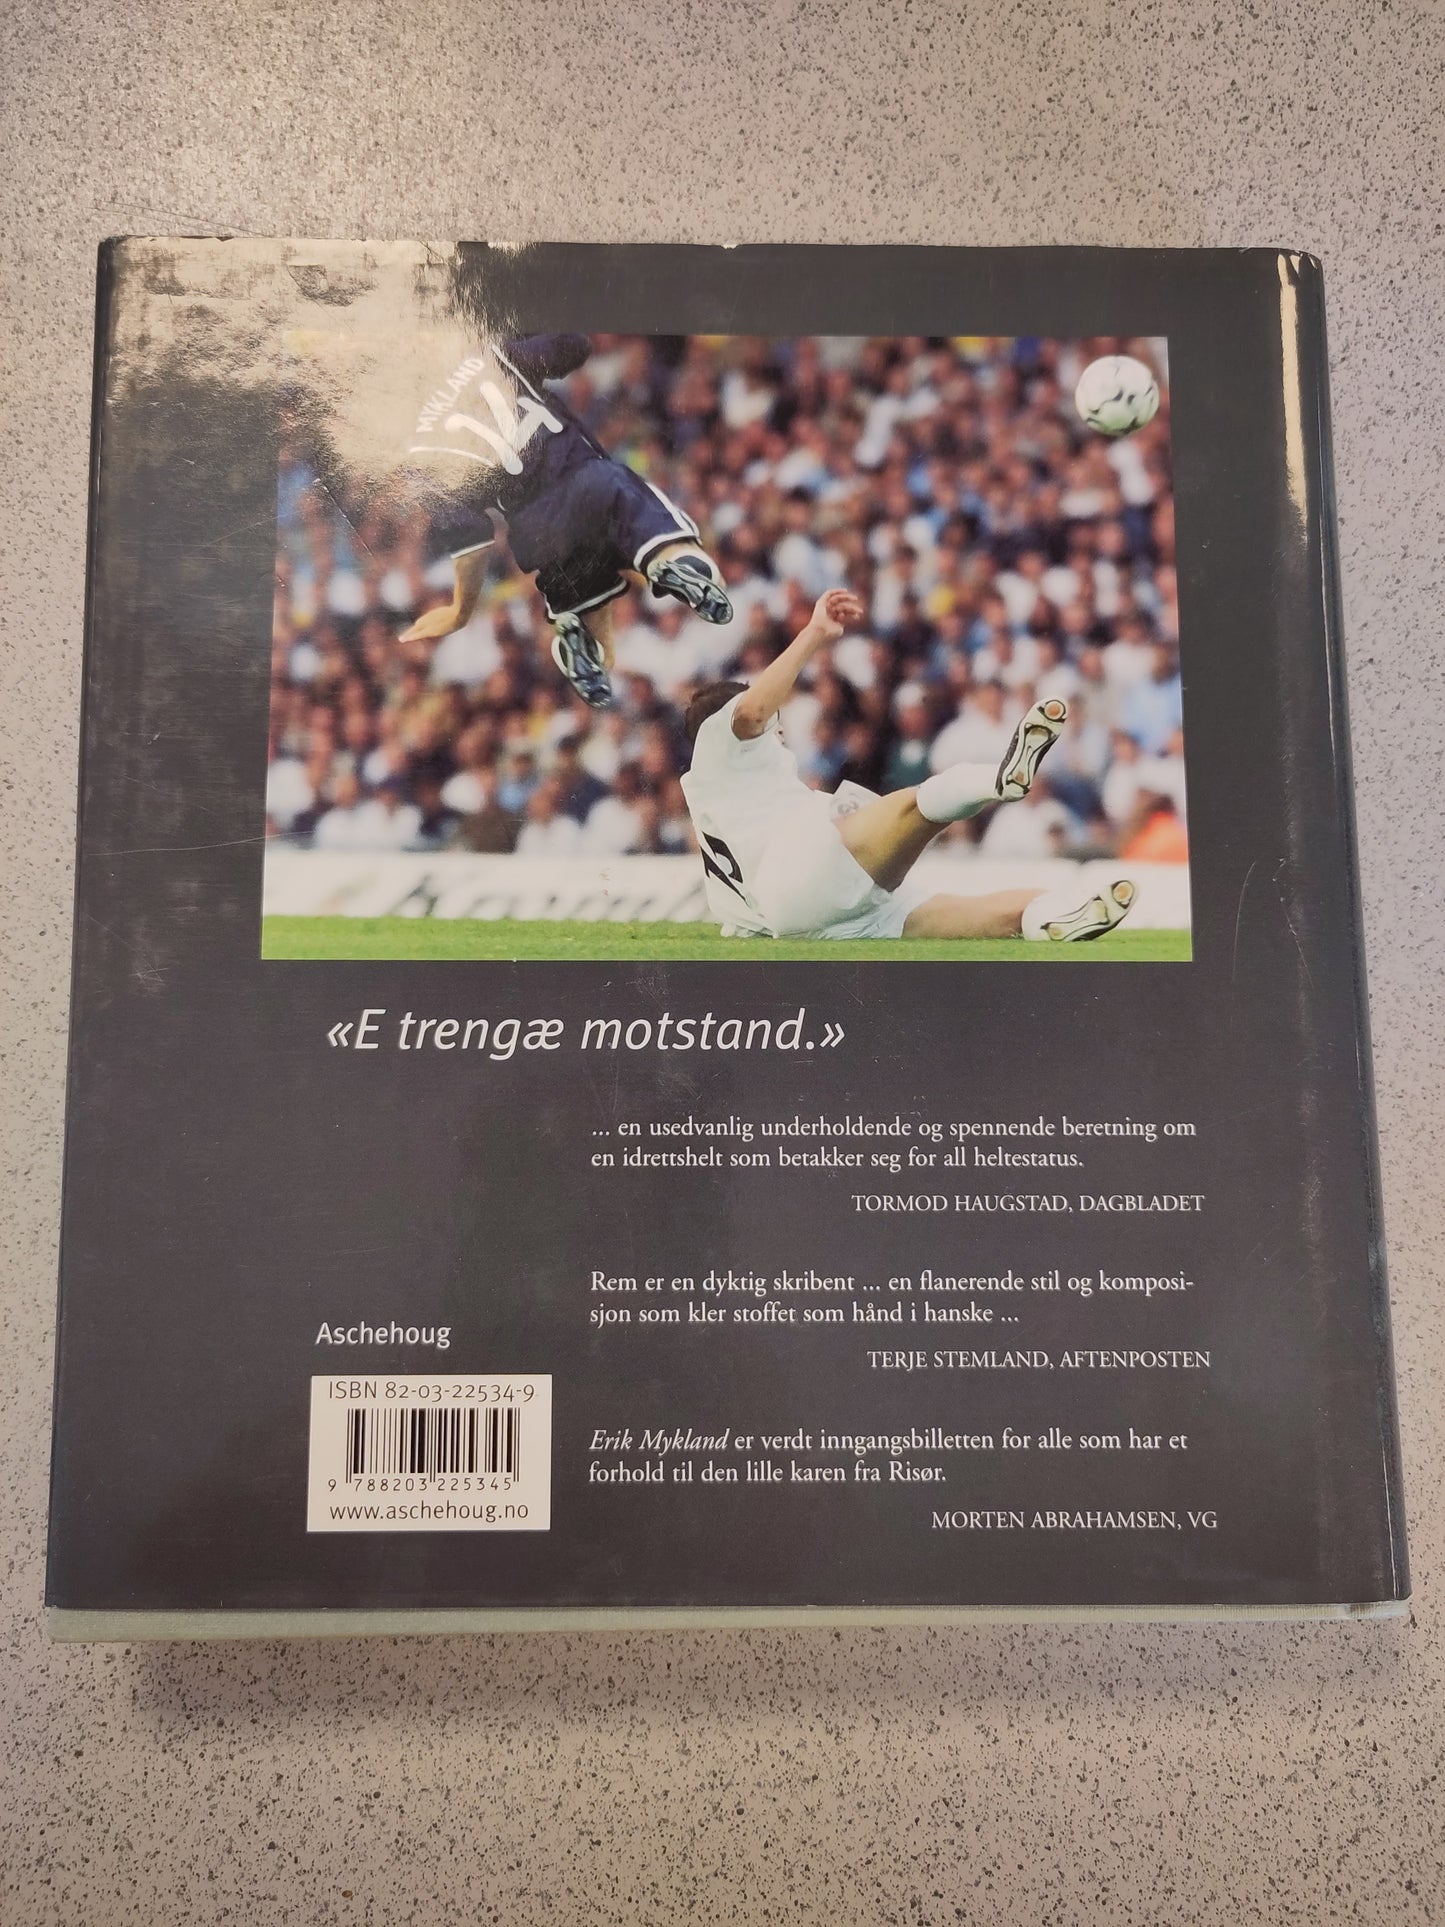 MYKLAND
14
«E trengæ motstand.»
... en usedvanlig underholdende og spennende beretning om
en idrettshelt som betakker seg for all heltestatus.
TORMOD HAUGSTAD, DAGBLADET
Rem er en dyktig skribent ... en flanerende stil og komposi-
sjon som kler stoffet som hånd i hanske ...
TERJE STEMLAND, AFTENPOSTEN
Erik Mykland er verdt inngangsbilletten for alle som har et
forhold til den lille karen fra Risør.
MORTEN ABRAHAMSEN, VG
Aschehoug
ISBN 82-03-22534-9
9 788203 225345
www.aschehoug.no